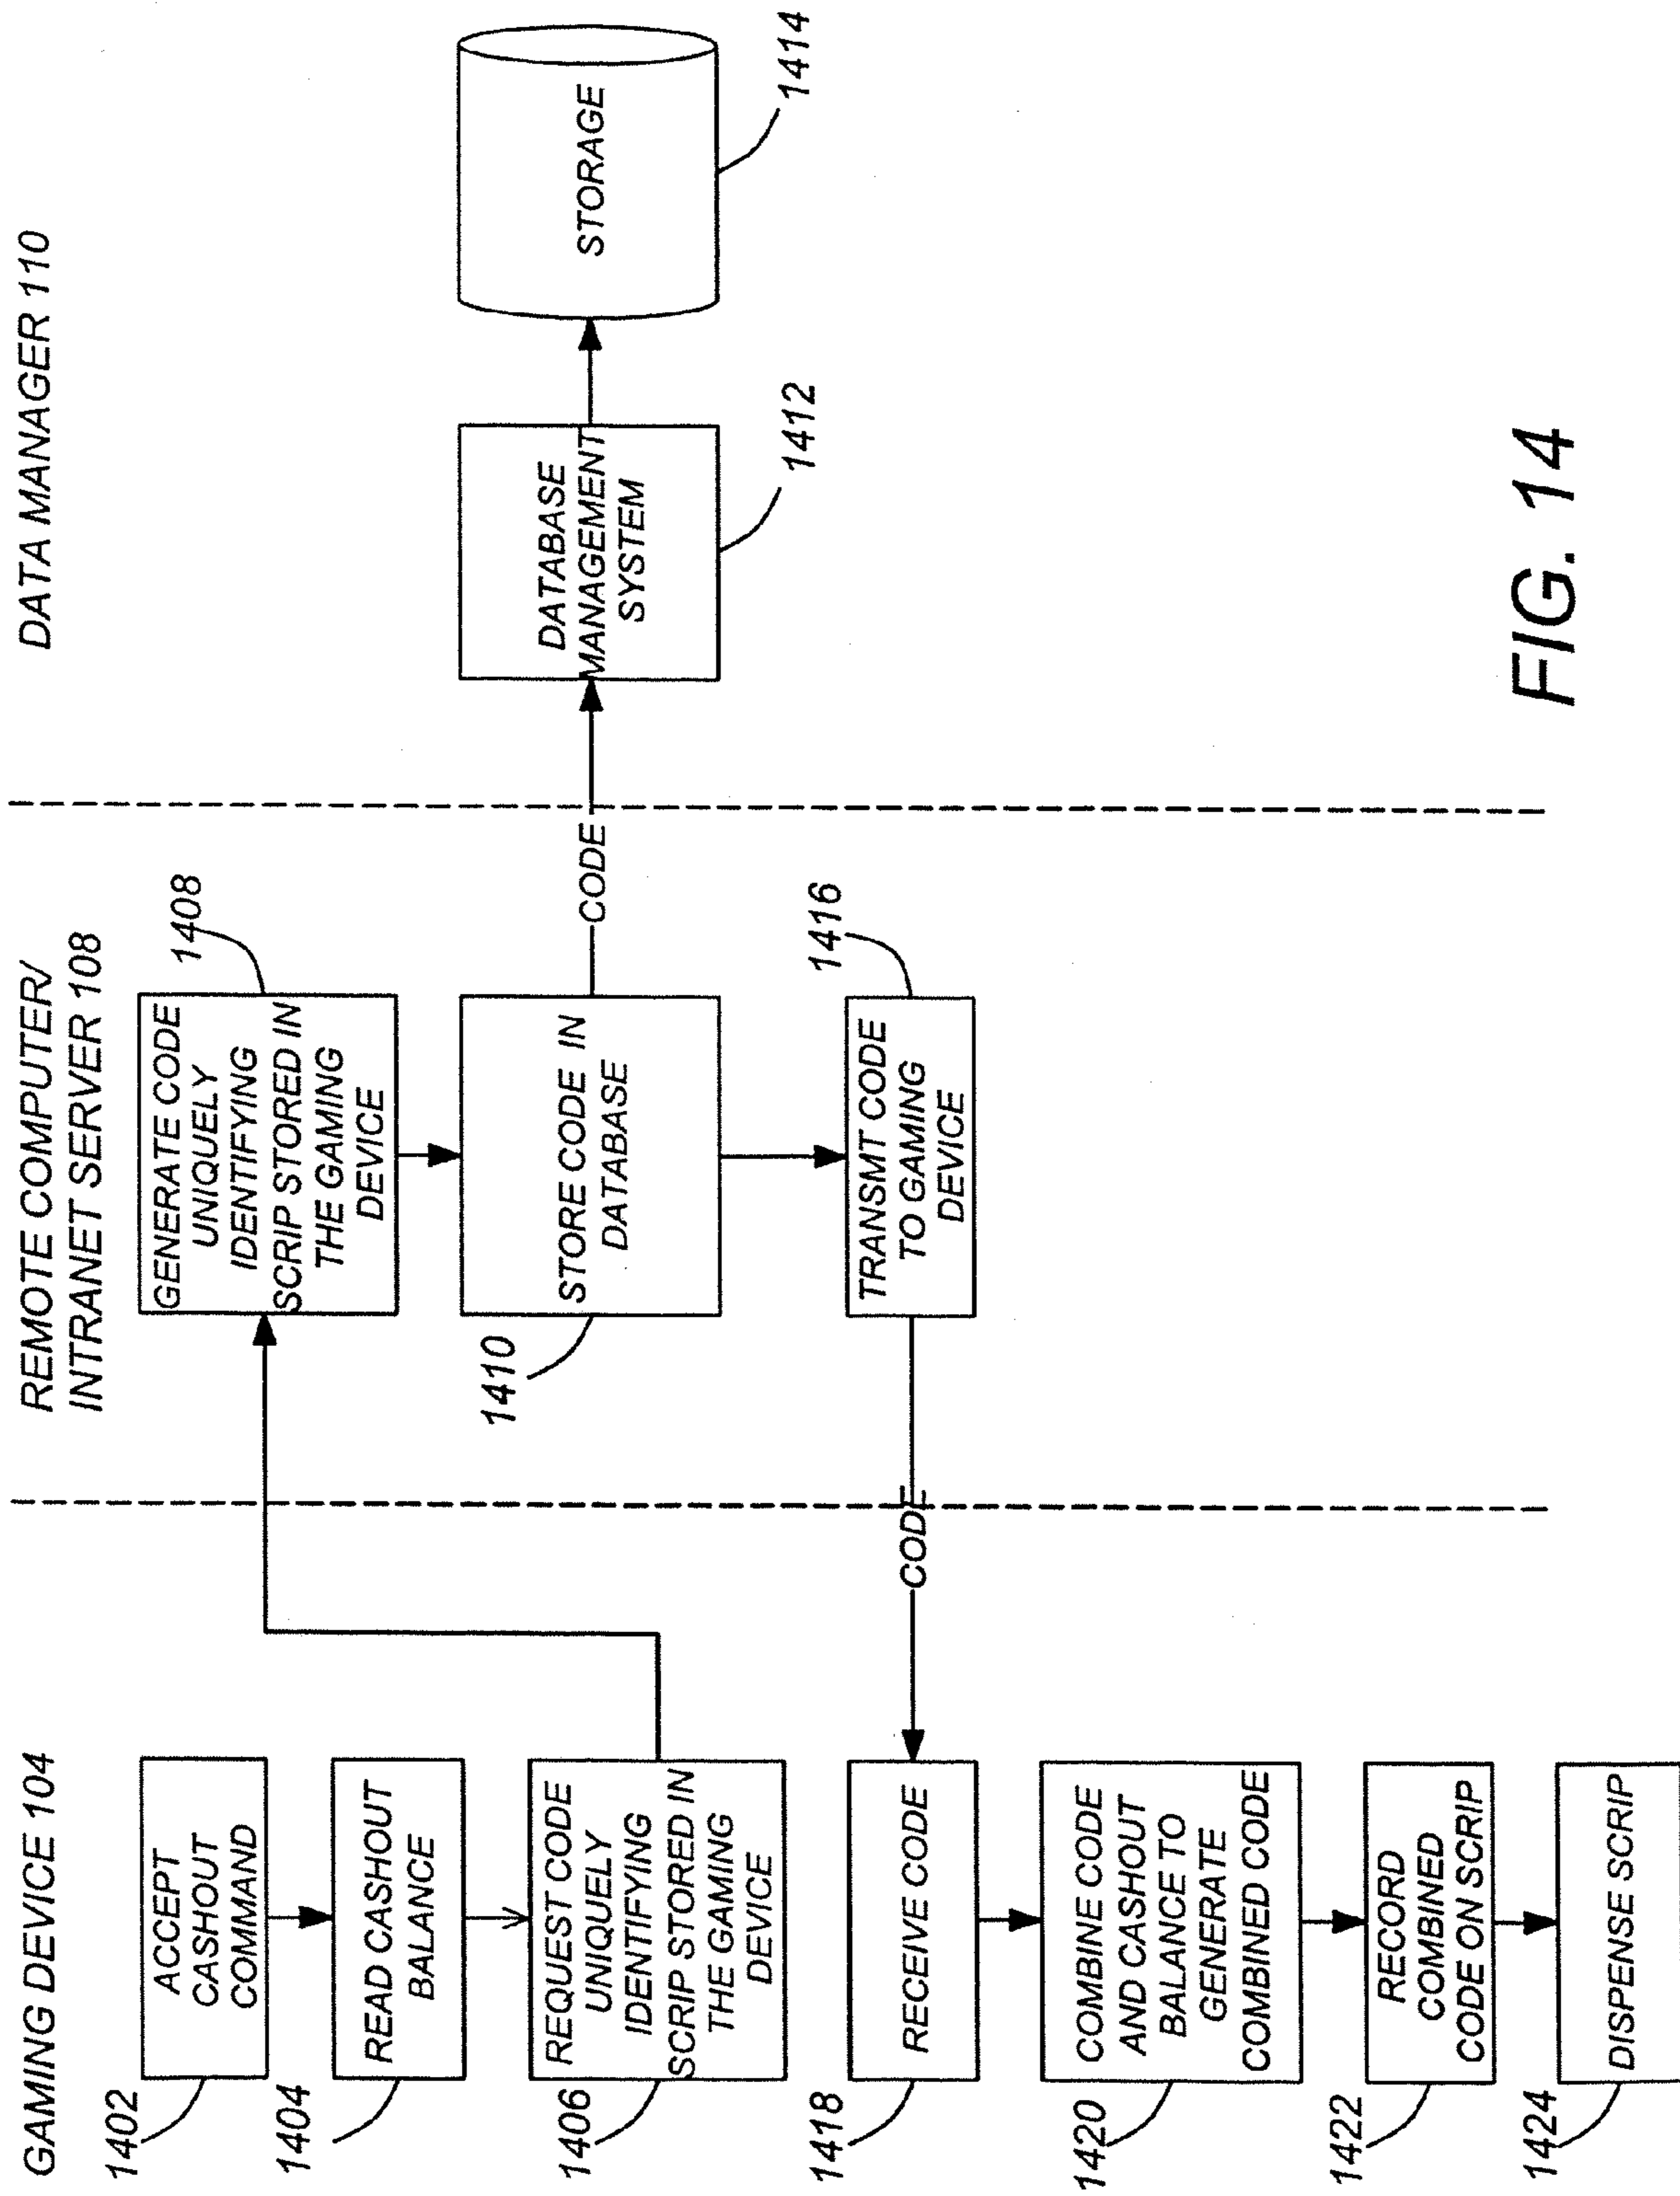 GAMING DEVICE 104
1402
ACCEPT
CASHOUT
COMMAND
1404
READ CASHOUT
BALANCE
1406
REQUEST CODE
UNIQUELY
IDENTIFYING
SCRIP STORED IN
THE GAMING
DEVICE
1418
RECEIVE CODE
1420
COMBINE CODE
AND CASHOUT
BALANCE TO
GENERATE
COMBINED CODE
1422
RECORD
COMBINED
CODE ON SCRIP
1424
DISPENSE SCRIP
REMOTE COMPUTER/
INTRANET SERVER 108
1408
GENERATE CODE
UNIQUELY
IDENTIFYING
SCRIP STORED IN
THE GAMING
DEVICE
1410
STORE CODE IN
DATABASE
1416
TRANSMT CODE
TO GAMING
DEVICE
CODE
CODE
DATA MANAGER 110
DATABASE
MANAGEMENT
SYSTEM
1412
STORAGE
1414
FIG. 14